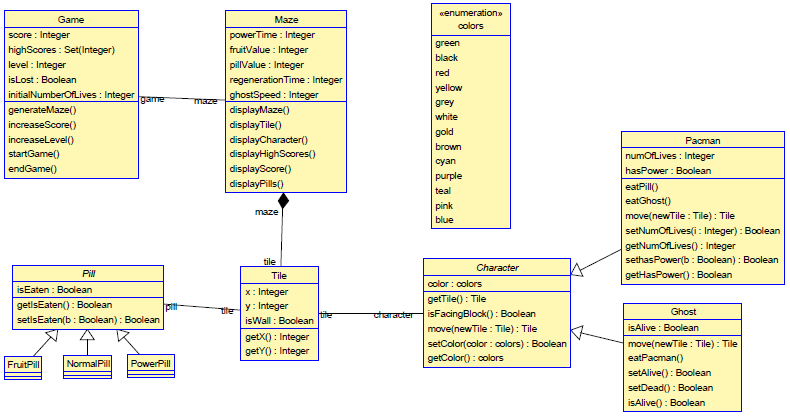 Game
score : Integer
highScores : Set(Integer)
level : Integer
isLost : Boolean
initialNumberOfLives : Integer
generateMaze()
increaseScore()
increaseLevel()
startGame()
endGame()
game
maze
Maze
powerTime : Integer
fruitValue : Integer
pillValue : Integer
regenerationTime : Integer
ghostSpeed : Integer
displayMaze()
displayTile()
displayCharacter()
displayHighScores()
displayScore()
displayPills()
maze
tile
«enumeration»
colors
green
black
red
yellow
grey
white
gold
brown
cyan
purple
teal
pink
blue
Pacman
numOfLives : Integer
hasPower : Boolean
eatPill()
eatGhost()
move(newTile : Tile) : Tile
setNumOfLives(i : Integer) : Boolean
getNumOfLives() : Integer
sethasPower(b : Boolean) : Boolean
getHasPower() : Boolean
Pill
isEaten : Boolean
getIsEaten() : Boolean
setIsEaten(b : Boolean) : Boolean
pill
tile
FruitPill
NormalPill
PowerPill
Tile
x : Integer
y : Integer
isWall : Boolean
getX() : Integer
getY() : Integer
tile
character
Character
color : colors
getTile() : Tile
isFacingBlock() : Boolean
move(newTile : Tile) : Tile
setColor(color : colors) : Boolean
getColor() : colors
Ghost
isAlive : Boolean
move(newTile : Tile) : Tile
eatPacman()
setAlive() : Boolean
setDead() : Boolean
isAlive() : Boolean